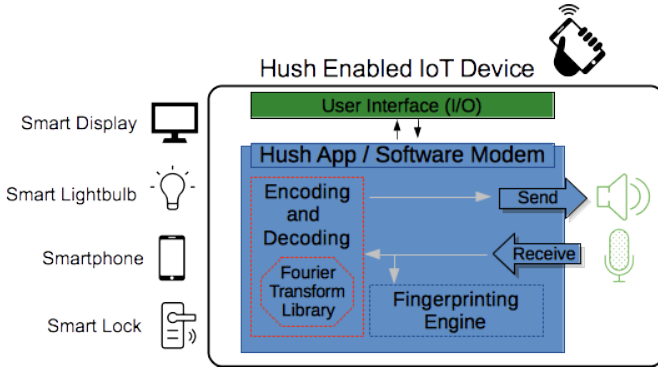 Hush Enabled IoT Device
User Interface (I/O)
Smart Display
Hush App / Software Modem
Smart Lightbulb
Encoding
and
Decoding
Send
Smartphone
Receive
Fourier
Transform
Library
Fingerprinting
Engine
Smart Lock